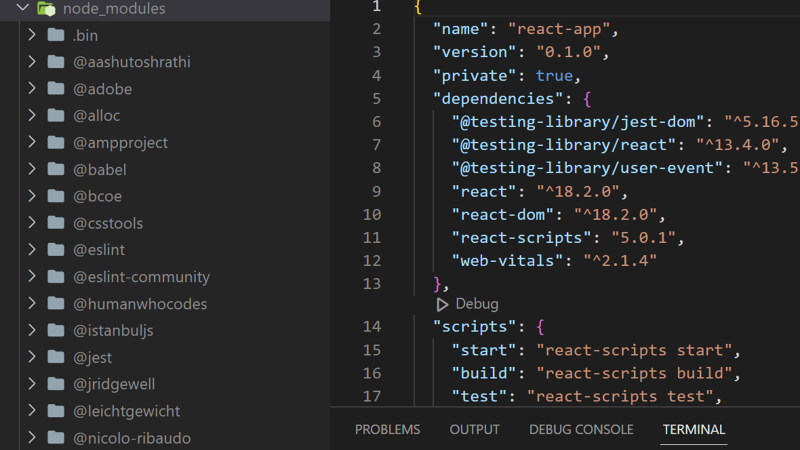 node_modules
.bin
@aashutoshrathi
@adobe
@alloc
@ampproject
@babel
@bcoe
@csstools
@eslint
@eslint-community
@humanwhocodes
@istanbuljs
@jest
@jridgewell
@leichtgewicht
@nicolo-ribaudo
1 {
2 "name": "react-app",
3 "version": "0.1.0",
4 "private": true,
5 "dependencies": {
6 "@testing-library/jest-dom": "^5.16.5
7 "@testing-library/react": "^13.4.0",
8 "@testing-library/user-event": "^13.5
9 "react": "^18.2.0",
10 "react-dom": "^18.2.0",
11 "react-scripts": "5.0.1",
12 "web-vitals": "^2.1.4"
13 },
Debug
14 "scripts": {
15 "start": "react-scripts start",
16 "build": "react-scripts build",
17 "test": "react-scripts test",
PROBLEMS OUTPUT DEBUG CONSOLE TERMINAL